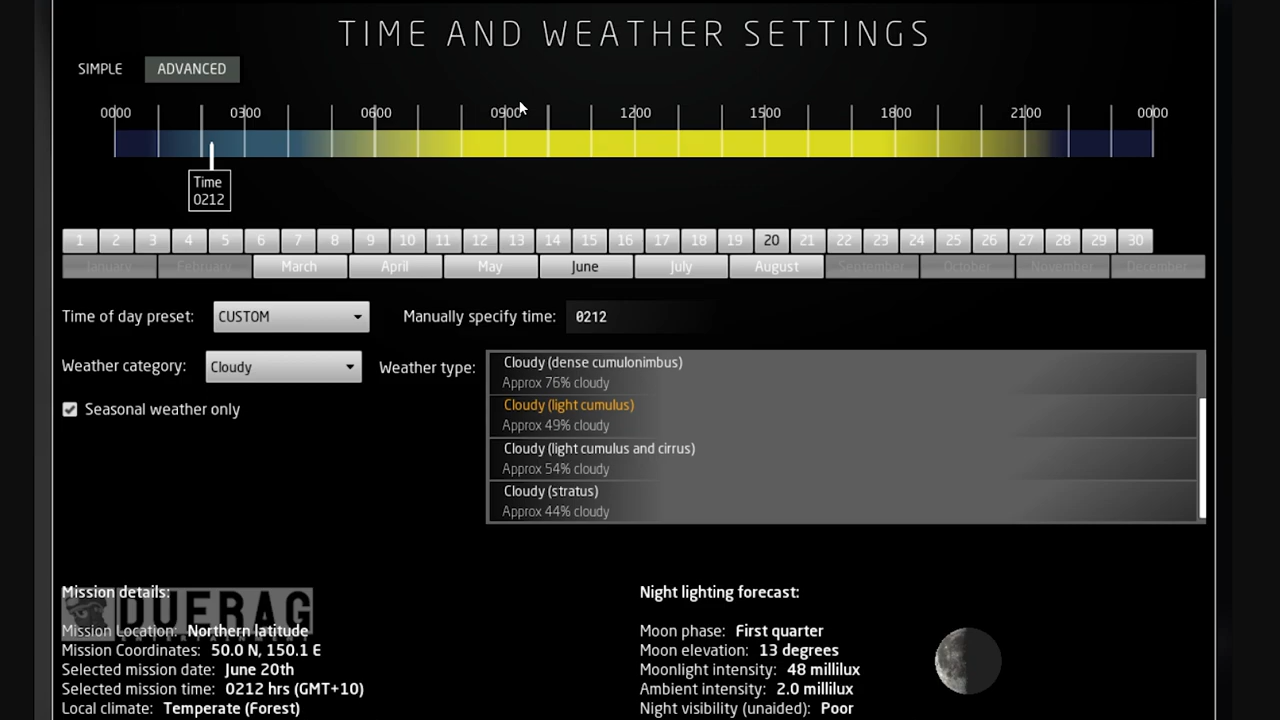 TIME AND WEATHER SETTINGS
SIMPLE ADVANCED
0000 0300 0600 0900 1200 1500 1800 2100 0000
Time
0212
1 2 3 4 5 6 7 8 9 10 11 12 13 14 15 16 17 18 19 20 21 22 23 24 25 26 27 28 29 30
January February March April May June July August September October November December
Time of day preset: CUSTOM Manually specify time: 0212
Weather category: Cloudy Weather type:
Cloudy (dense cumulonimbus)
Approx 76% cloudy
Cloudy (light cumulus)
Approx 49% cloudy
Cloudy (light cumulus and cirrus)
Approx 54% cloudy
Cloudy (stratus)
Approx 44% cloudy
Seasonal weather only
Mission details:
DUERAG
Mission Location: Northern latitude
Mission Coordinates: 50.0 N, 150.1 E
Selected mission date: June 20th
Selected mission time: 0212 hrs (GMT+10)
Local climate: Temperate (Forest)
Night lighting forecast:
Moon phase: First quarter
Moon elevation: 13 degrees
Moonlight intensity: 48 millilux
Ambient intensity: 2.0 millilux
Night visibility (unaided): Poor